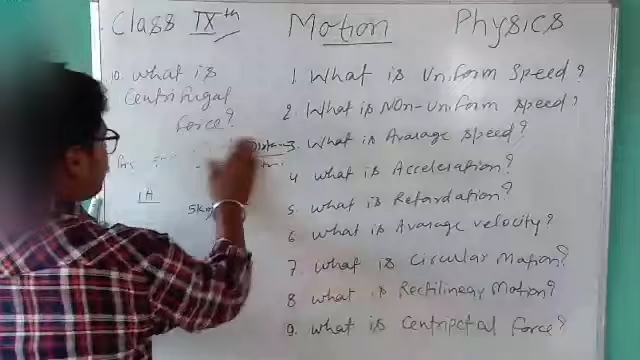 Class IXth Motion Physics
10. What is
Centrifugal
force?
1. What is Uniform Speed?
2. What is NOn-Uniform speed?
3. What is Avarage speed?
4 what is Acceleration?
5. what is Retardation?
6 what is Avarage velocity?
7. what is Circular Mation?
8 what is Rectilinear Motion?
9. what is Centripetal force?
1H